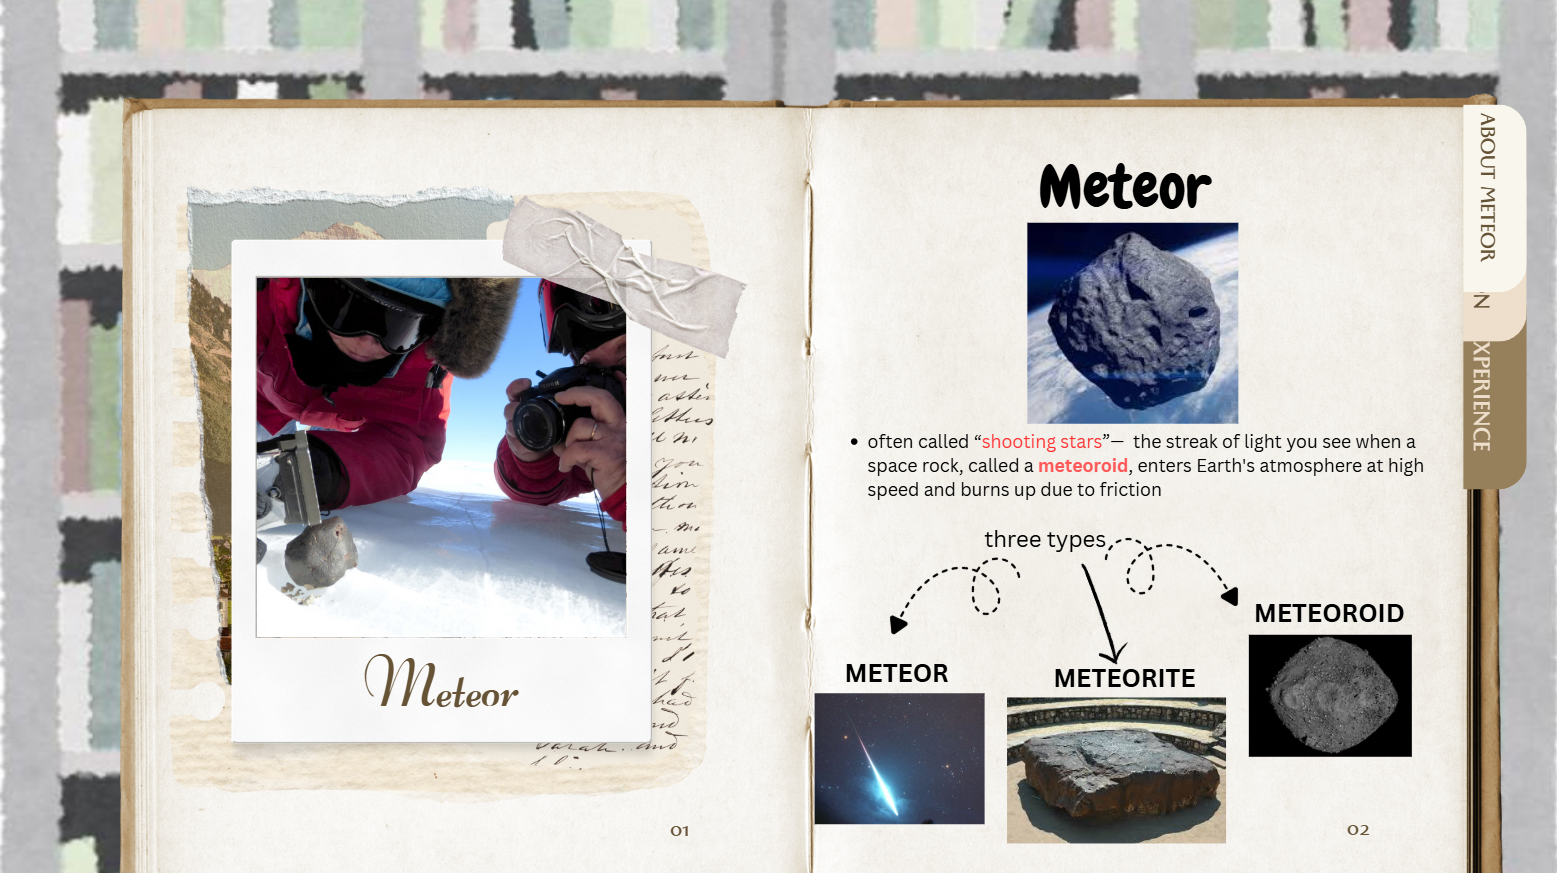 Meteor
01
Meteor
often called “shooting stars”– the streak of light you see when a
space rock, called a meteoroid, enters Earth's atmosphere at high
speed and burns up due to friction
three types
METEOR
METEORITE
METEOROID
02
ABOUT METEOR
N
XPERIENCE